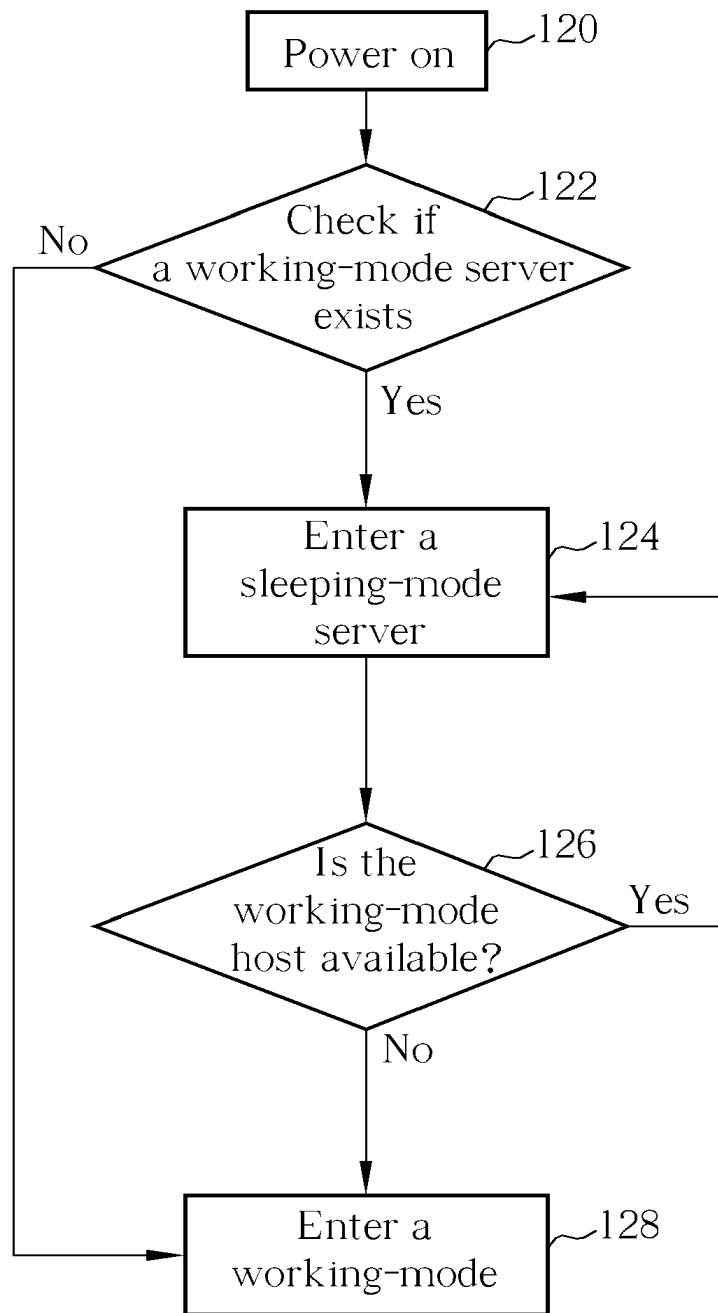 Power on
120
Check if
a working-mode server
exists
122
No
Yes
Enter a
sleeping-mode
server
124
Is the
working-mode
host available?
126
Yes
No
Enter a
working-mode
128